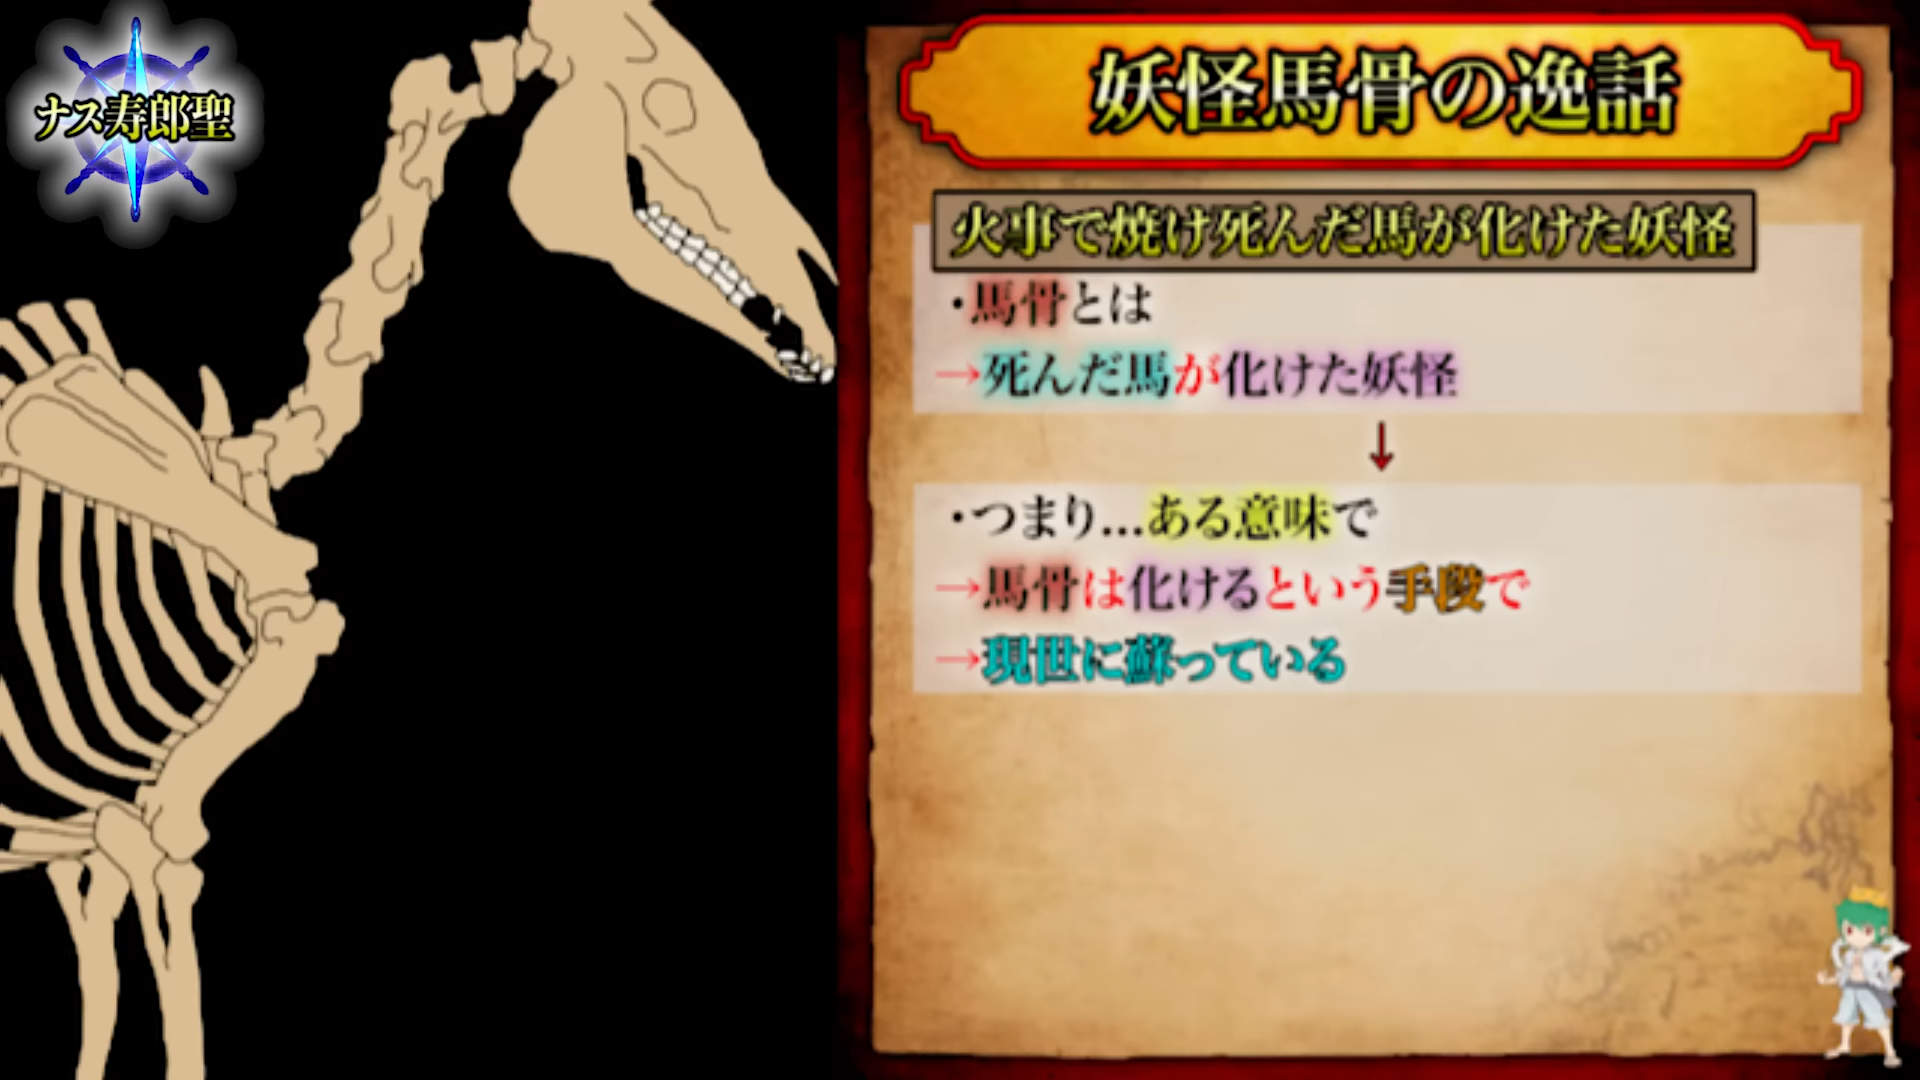 ナス寿郎聖
妖怪馬骨の逸話
火事で焼け死んだ馬が化けた妖怪
・馬骨とは
→死んだ馬が化けた妖怪
↓
・つまり...ある意味で
→馬骨は化けるという手段で
→現世に蘇っている